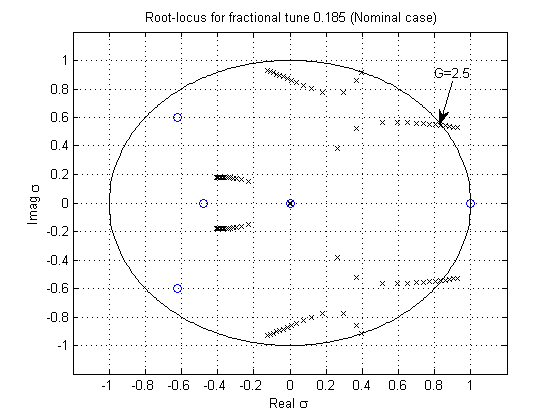 Root-locus for fractional tune 0.185 (Nominal case)
G=2.5
1
0.8
0.6
0.4
0.2
0
-0.2
-0.4
-0.6
-0.8
-1
Imag σ
-1 -0.8 -0.6 -0.4 -0.2 0 0.2 0.4 0.6 0.8 1
Real σ